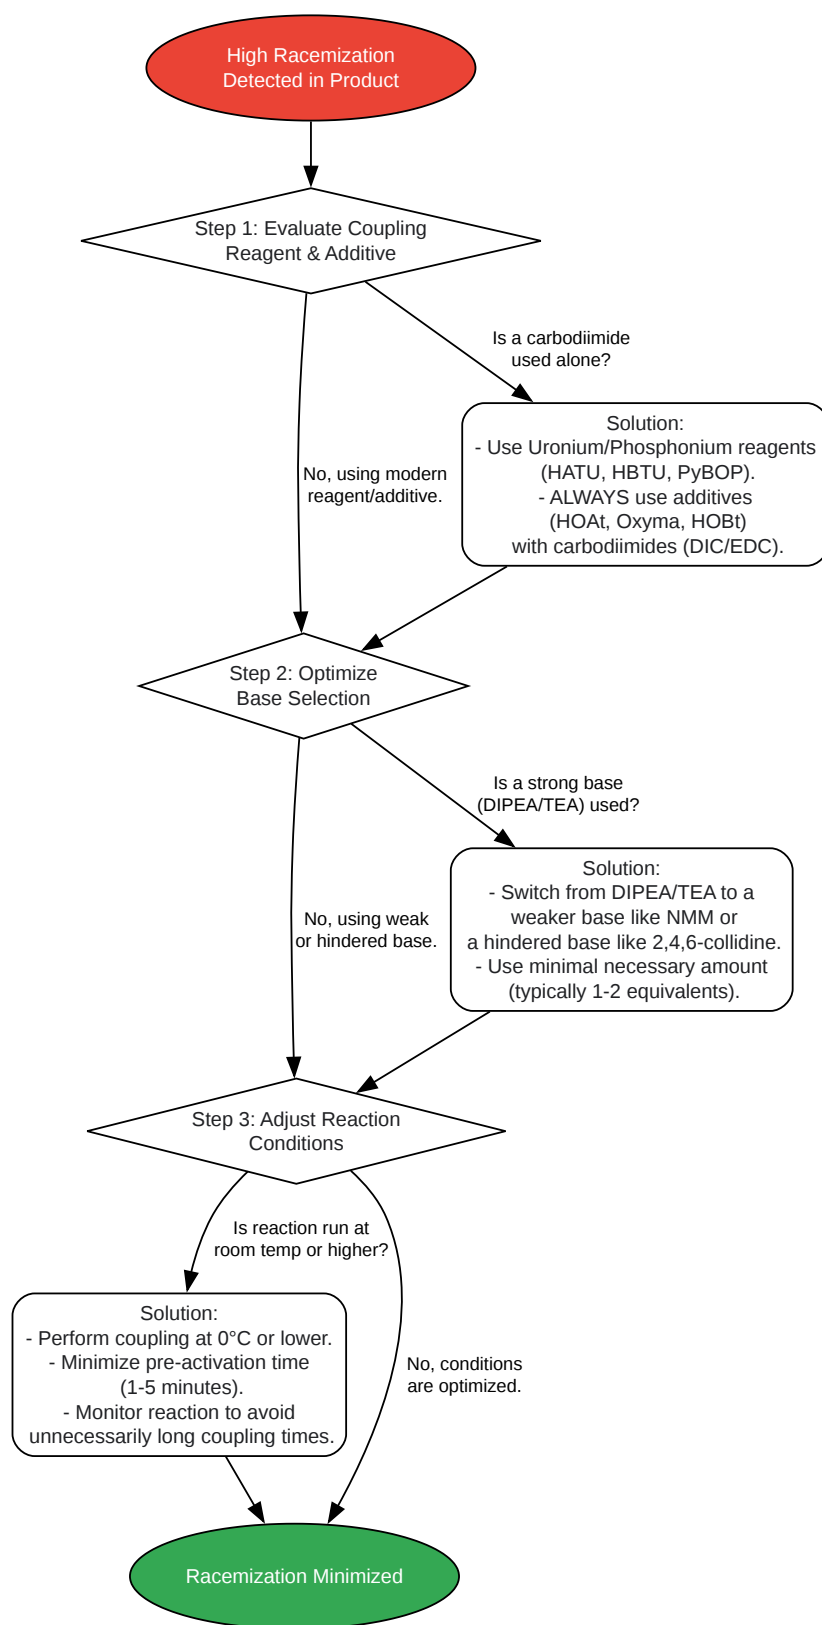 High Racemization
Detected in Product
Step 1: Evaluate Coupling
Reagent & Additive
Is a carbodiimide
used alone?
Solution:
- Use Uronium/Phosphonium reagents
(HATU, HBTU, PyBOP).
- ALWAYS use additives
(HOAt, Oxyma, HOBt)
with carbodiimides (DIC/EDC).
No, using modern
reagent/additive.
Step 2: Optimize
Base Selection
Is a strong base
(DIPEA/TEA) used?
Solution:
- Switch from DIPEA/TEA to a
weaker base like NMM or
a hindered base like 2,4,6-collidine.
- Use minimal necessary amount
(typically 1-2 equivalents).
No, using weak
or hindered base.
Step 3: Adjust Reaction
Conditions
Is reaction run at
room temp or higher?
Solution:
- Perform coupling at 0°C or lower.
- Minimize pre-activation time
(1-5 minutes).
- Monitor reaction to avoid
unnecessarily long coupling times.
No, conditions
are optimized.
Racemization Minimized